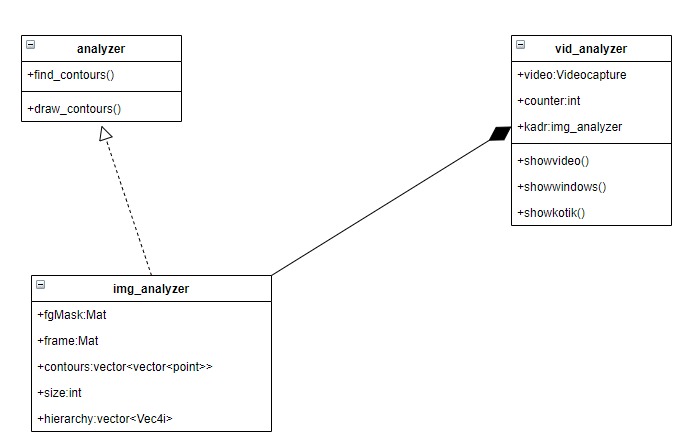 analyzer
+find_contours()
+draw_contours()
vid_analyzer
+video:Videocapture
+counter:int
+kadr:img_analyzer
+showvideo()
+showwindows()
+showkotik()
img_analyzer
+fgMask:Mat
+frame:Mat
+contours:vector<vector<point>>
+size:int
+hierarchy:vector<Vec4i>